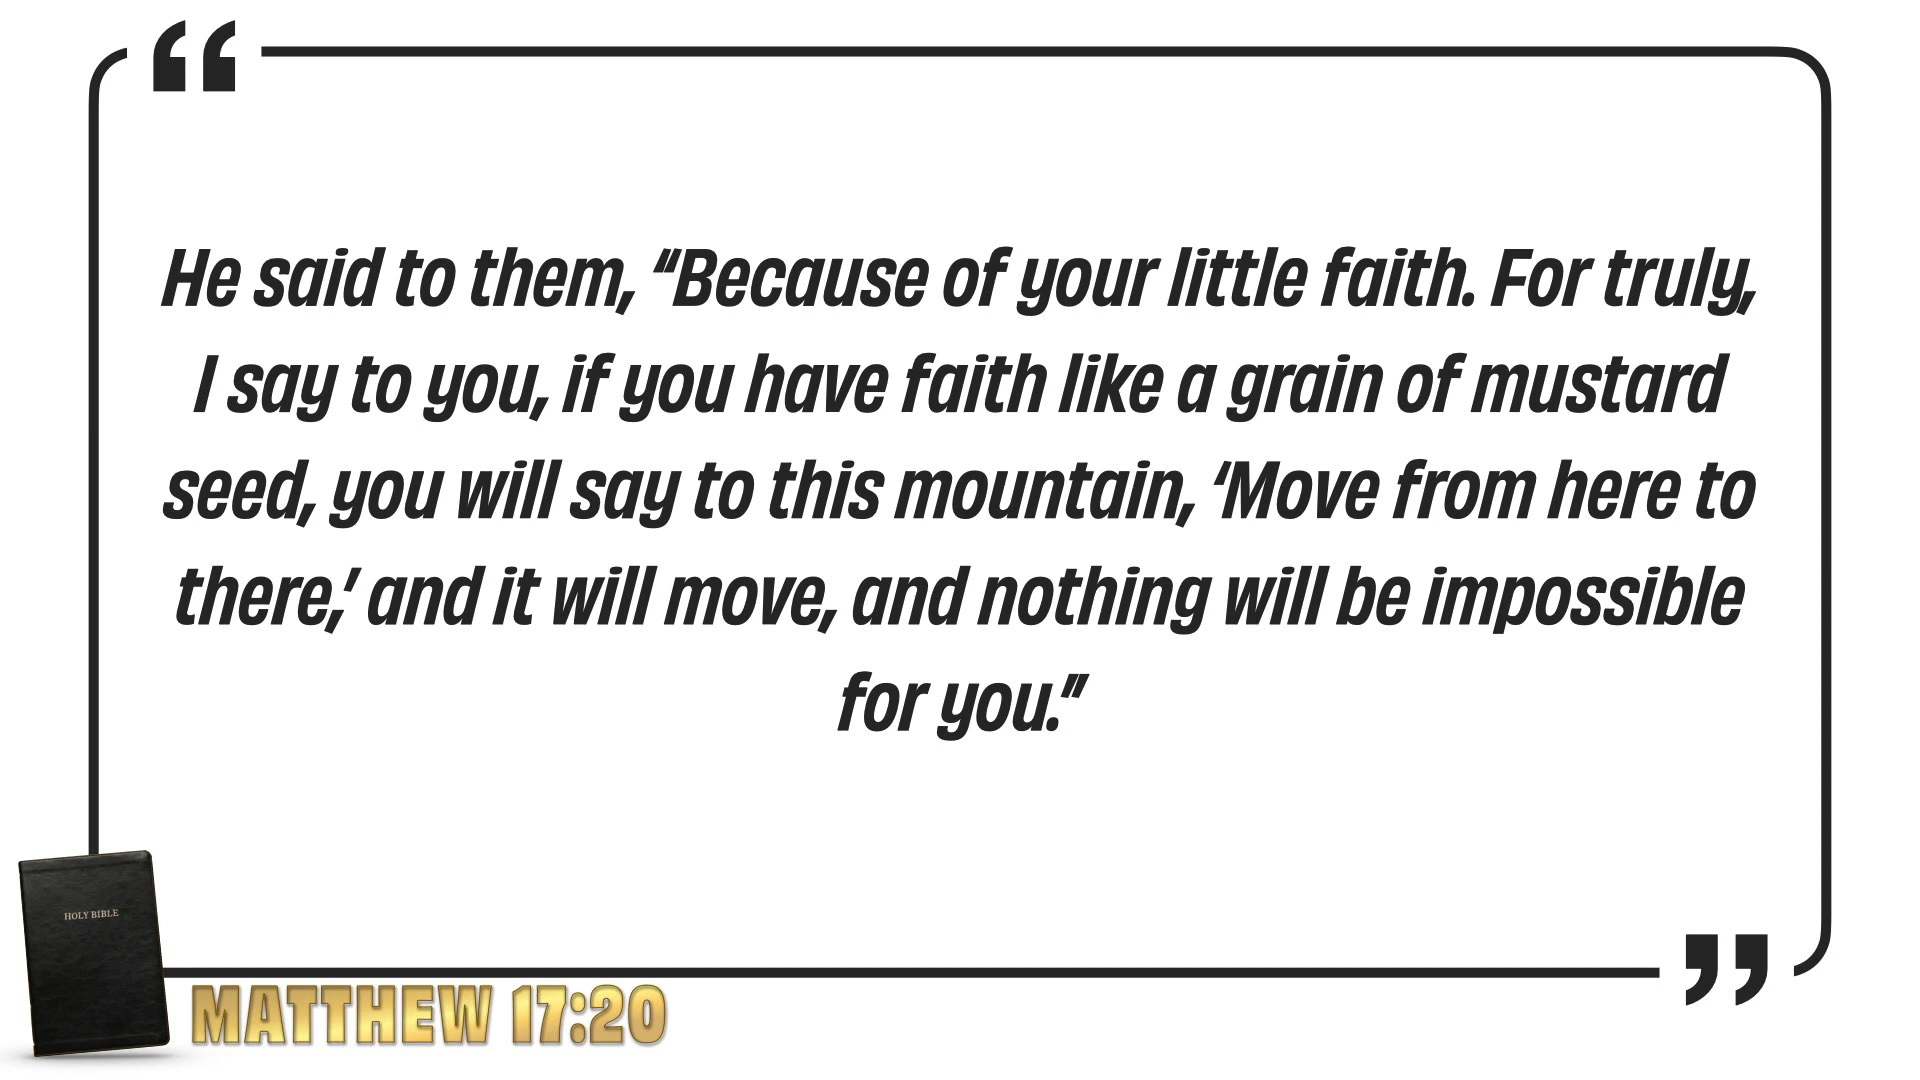 “
He said to them, “Because of your little faith. For truly,
I say to you, if you have faith like a grain of mustard
seed, you will say to this mountain, ‘Move from here to
there,’ and it will move, and nothing will be impossible
for you.”
”
HOLY BIBLE
MATTHEW 17:20